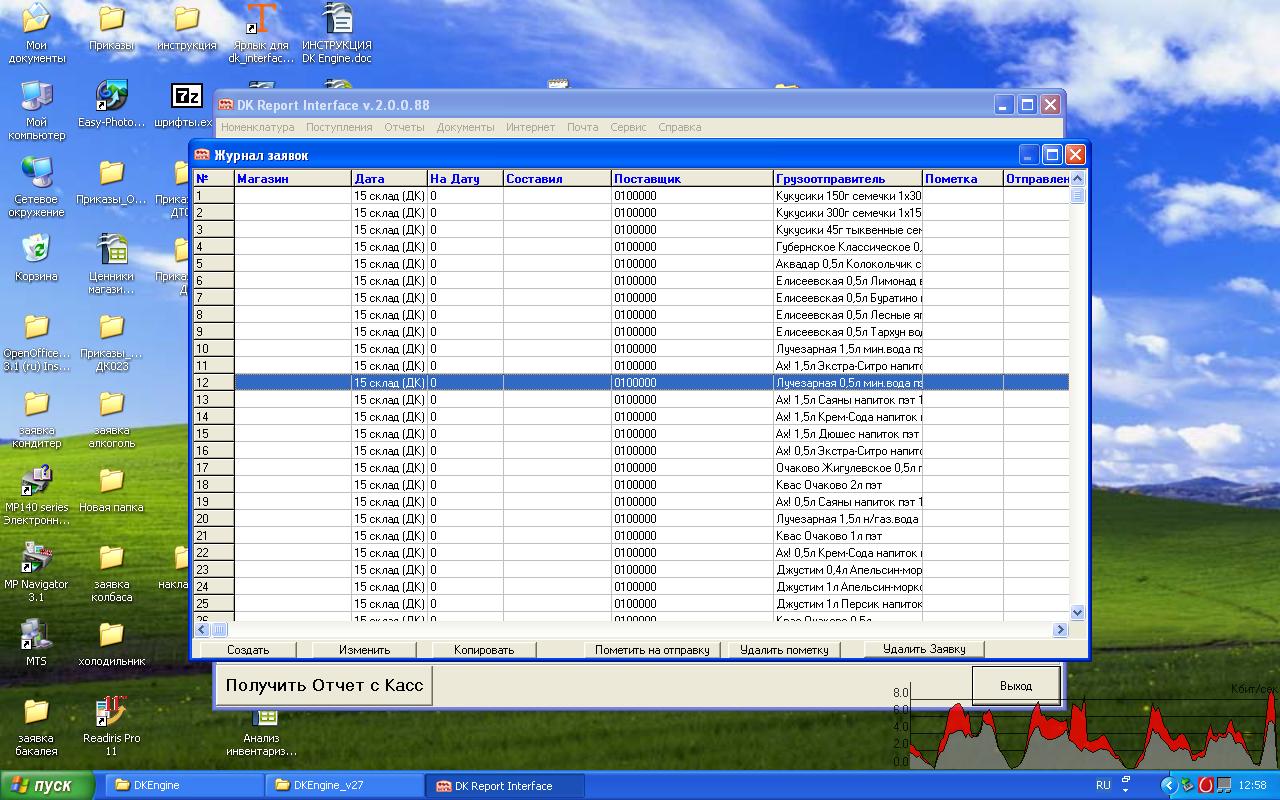 Мои документы
Приказы
инструкция
Ярлык для dk_interfac...
ИНСТРУКЦИЯ DK Engine.doc
Мой компьютер
Easy-Photo...
шрифты.ex
Сетевое окружение
Приказы_О...
Корзина
Ценники магази...
OpenOffice... 3.1 (ru) Ins...
Приказы_... ДК023
заявка кондитер
заявка алкоголь
MP140 series Электронн...
Новая папка
MP Navigator 3.1
заявка колбаса
MTS
холодильник
заявка бакалея
Readiris Pro 11
Анализ инвентариз...
DK Report Interface v.2.0.0.88
Номенклатура Поступления Отчеты Документы Интернет Почта Сервис Справка
Журнал заявок
№ Магазин Дата На Дату Составил Поставщик Грузоотправитель Пометка Отправлен
1 15 склад (ДК) 0 0100000 Кукусики 150г семечки 1х30
2 15 склад (ДК) 0 0100000 Кукусики 300г семечки 1х15
3 15 склад (ДК) 0 0100000 Кукусики 45г тыквенные сем
4 15 склад (ДК) 0 0100000 Губернское Классическое 0,
5 15 склад (ДК) 0 0100000 Аквадар 0,5л Колокольчик с
6 15 склад (ДК) 0 0100000 Елисеевская 0,5л Лимонад в
7 15 склад (ДК) 0 0100000 Елисеевская 0,5л Буратино
8 15 склад (ДК) 0 0100000 Елисеевская 0,5л Лесные яг
9 15 склад (ДК) 0 0100000 Елисеевская 0,5л Тархун вод
10 15 склад (ДК) 0 0100000 Лучезарная 1,5л мин.вода пэ
11 15 склад (ДК) 0 0100000 Ах! 1,5л Экстра-Ситро напитс
12 15 склад (ДК) 0 0100000 Лучезарная 0,5л мин.вода пэ
13 15 склад (ДК) 0 0100000 Ах! 1,5л Саяны напиток пэт 1
14 15 склад (ДК) 0 0100000 Ах! 1,5л Крем-Сода напиток
15 15 склад (ДК) 0 0100000 Ах! 1,5л Дюшес напиток пэт
16 15 склад (ДК) 0 0100000 Ах! 0,5л Экстра-Ситро напитс
17 15 склад (ДК) 0 0100000 Очаково Жигулевское 0,5л г
18 15 склад (ДК) 0 0100000 Квас Очаково 2л пэт
19 15 склад (ДК) 0 0100000 Ах! 0,5л Саяны напиток пэт 1
20 15 склад (ДК) 0 0100000 Лучезарная 1,5л н/газ.вода
21 15 склад (ДК) 0 0100000 Квас Очаково 1л пэт
22 15 склад (ДК) 0 0100000 Ах! 0,5л Крем-Сода напиток
23 15 склад (ДК) 0 0100000 Джустим 0,4л Апельсин-мор
24 15 склад (ДК) 0 0100000 Джустим 1л Апельсин-морко
25 15 склад (ДК) 0 0100000 Джустим 1л Персик напиток
Создать Изменить Копировать Пометить на отправку Удалить пометку Удалить Заявку
Получить Отчет с Касс
Выход
Кбит/сек
8.0
6.0
4.0
2.0
0.0
пуск DKEngine DKEngine_v27 DK Report Interface RU 12:58